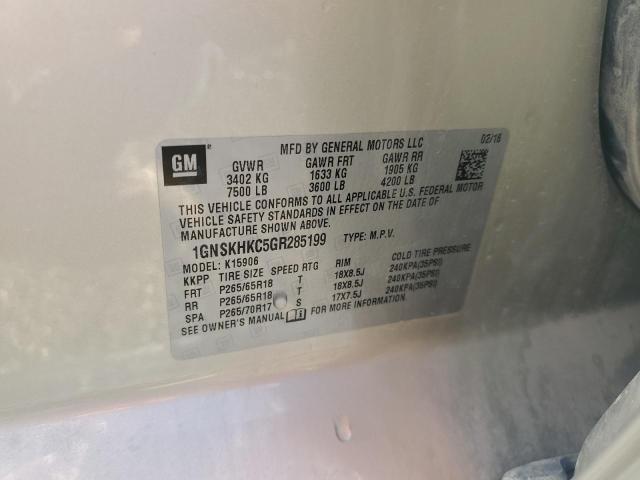 MFD BY GENERAL MOTORS LLC 02/16
GM
GVWR GAWR FRT GAWR RR
3402 KG 1633 KG 1905 KG
7500 LB 3600 LB 4200 LB
THIS VEHICLE CONFORMS TO ALL APPLICABLE U.S. FEDERAL MOTOR
VEHICLE SAFETY STANDARDS IN EFFECT ON THE DATE OF
MANUFACTURE SHOWN ABOVE.
1GNSKHKC5GR285199 TYPE: M.P.V.
MODEL: K15906
KKPP TIRE SIZE SPEED RTG RIM COLD TIRE PRESSURE
FRT P265/65R18 T 18X8.5J 240KPA(35PSI)
RR P265/65R18 T 18X8.5J 240KPA(35PSI)
SPA P265/70R17 S 17X7.5J 240KPA(35PSI)
SEE OWNER'S MANUAL FOR MORE INFORMATION.